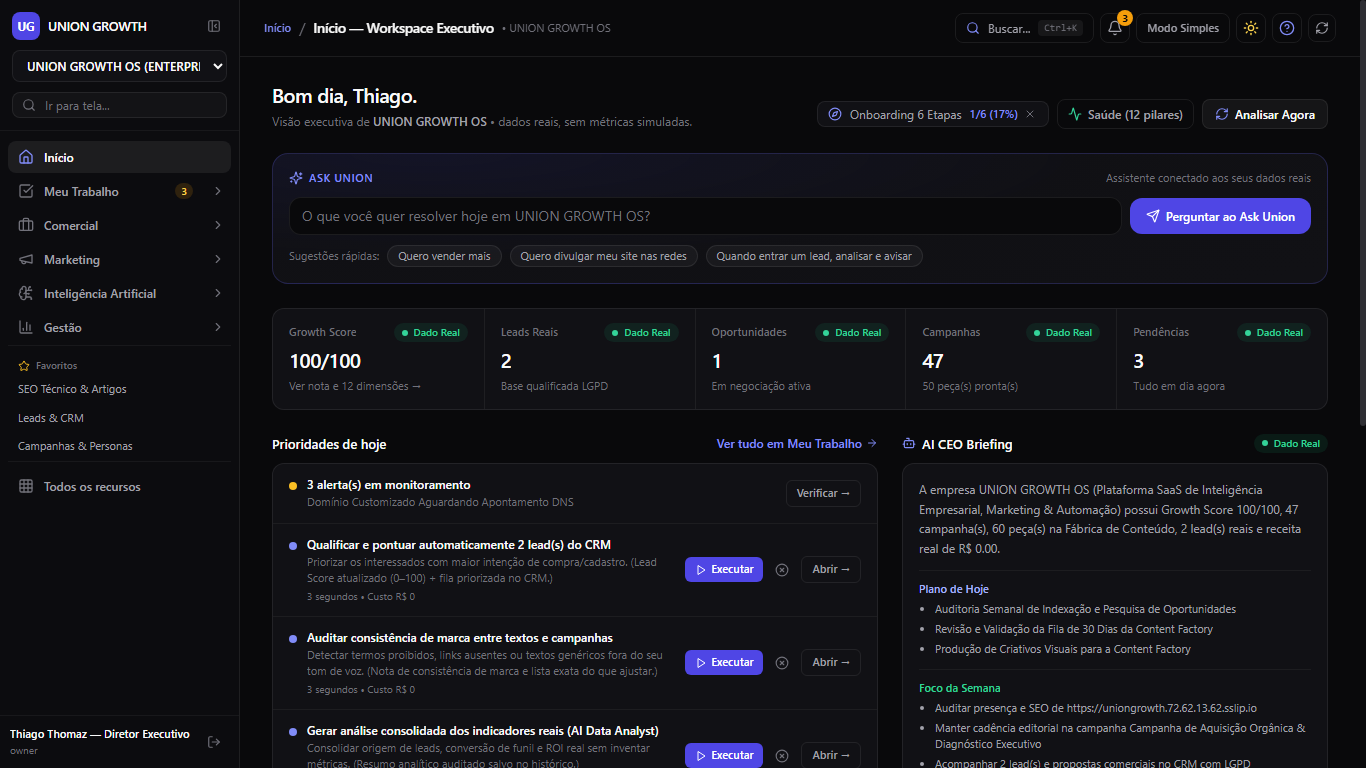 UG UNION GROWTH
UNION GROWTH OS (ENTERPRI
Ir para tela...
Início
Meu Trabalho 3
Comercial
Marketing
Inteligência Artificial
Gestão
Favoritos
SEO Técnico & Artigos
Leads & CRM
Campanhas & Personas
Todos os recursos
Thiago Thomaz — Diretor Executivo
owner
Início / Início — Workspace Executivo • UNION GROWTH OS
Buscar... Ctrl+K
3
Modo Simples
Bom dia, Thiago.
Visão executiva de UNION GROWTH OS • dados reais, sem métricas simuladas.
Onboarding 6 Etapas 1/6 (17%)
Saúde (12 pilares)
Analisar Agora
ASK UNION
Assistente conectado aos seus dados reais
O que você quer resolver hoje em UNION GROWTH OS?
Perguntar ao Ask Union
Sugestões rápidas: Quero vender mais Quero divulgar meu site nas redes Quando entrar um lead, analisar e avisar
Growth Score Dado Real
100/100
Ver nota e 12 dimensões →
Leads Reais Dado Real
2
Base qualificada LGPD
Oportunidades Dado Real
1
Em negociação ativa
Campanhas Dado Real
47
50 peça(s) pronta(s)
Pendências Dado Real
3
Tudo em dia agora
Prioridades de hoje
Ver tudo em Meu Trabalho →
3 alerta(s) em monitoramento
Domínio Customizado Aguardando Apontamento DNS
Verificar →
Qualificar e pontuar automaticamente 2 lead(s) do CRM
Priorizar os interessados com maior intenção de compra/cadastro. (Lead
Score atualizado (0–100) + fila priorizada no CRM.)
3 segundos • Custo R$ 0
Executar
Abrir →
Auditar consistência de marca entre textos e campanhas
Detectar termos proibidos, links ausentes ou textos genéricos fora do seu
tom de voz. (Nota de consistência de marca e lista exata do que ajustar.)
3 segundos • Custo R$ 0
Executar
Abrir →
Gerar análise consolidada dos indicadores reais (AI Data Analyst)
Consolidar origem de leads, conversão de funil e ROI real sem inventar
métricas. (Resumo analítico auditado salvo no histórico.)
Executar
Abrir →
AI CEO Briefing
Dado Real
A empresa UNION GROWTH OS (Plataforma SaaS de Inteligência
Empresarial, Marketing & Automação) possui Growth Score 100/100, 47
campanha(s), 60 peça(s) na Fábrica de Conteúdo, 2 lead(s) reais e receita
real de R$ 0.00.
Plano de Hoje
• Auditoria Semanal de Indexação e Pesquisa de Oportunidades
• Revisão e Validação da Fila de 30 Dias da Content Factory
• Produção de Criativos Visuais para a Content Factory
Foco da Semana
• Auditar presença e SEO de https://uniongrowth.72.62.13.62.sslip.io
• Manter cadência editorial na campanha Campanha de Aquisição Orgânica &
Diagnóstico Executivo
• Acompanhar 2 lead(s) e propostas comerciais no CRM com LGPD